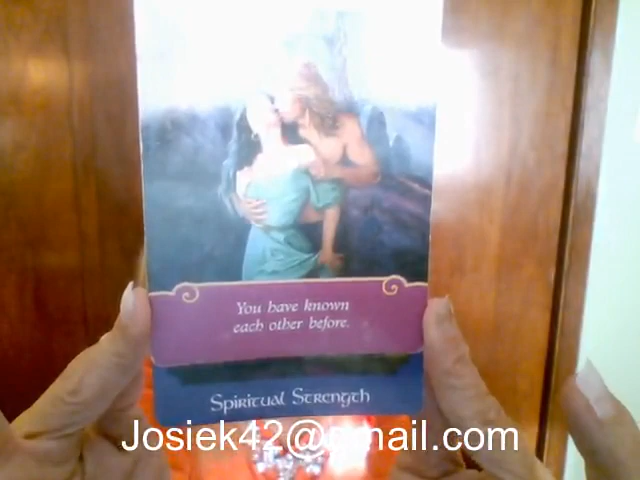 You have known
each other before.
Spiritual Strength
Josiek42@gmail.com